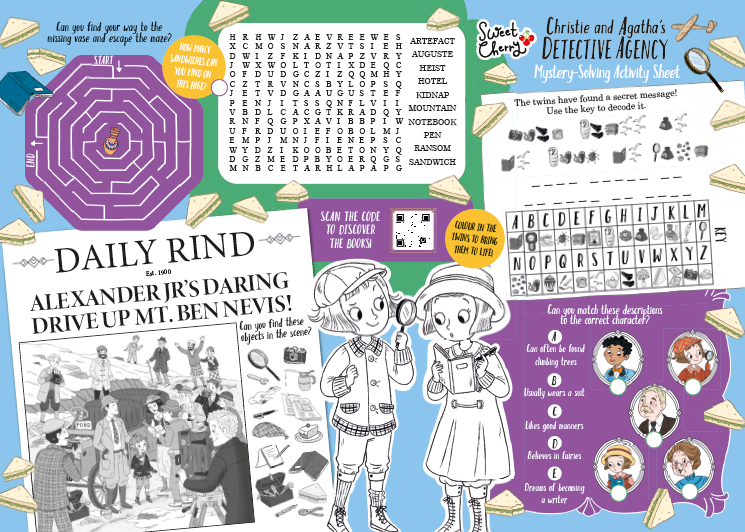 Can you find your way to the
missing vase and escape the maze?
START
END
HOW MANY
SANDWICHES CAN
YOU FIND ON
THIS PAGE?
H R H W J Z A E V R E E W E S
X C M O S N A R Z V T S I E H
D W I Z F K I D N A P Z V R Y
U W X W O L T O T I X D E Q C
O F D U D G C Z I Z Q Q M H Y
C Z T R V N C S B Y L O P S Q
P E T V D G A A U G U S T E F
P E N J I T S S Q N F L V I I
V B D L C A C G T K R A D Q Y
R N F Q G P X A V I B B P I W
U F R D U O I E F O B O L M J
E M P J M N J F I E N E P S C
W Y D Z I K O O B E T O N Y Q
D G Z M E D P B Y O E R Q G S
M N B C E T A R H L A P A P G
ARTEFACT
AUGUSTE
HEIST
HOTEL
KIDNAP
MOUNTAIN
NOTEBOOK
PEN
RANSOM
SANDWICH
Sweet
Cherry
Christie and Agatha's
DETECTIVE AGENCY
Mystery-Solving Activity Sheet
The twins have found a secret message!
Use the key to decode it.
A B C D E F G H I J K L M
N O P Q R S T U V W X Y Z
KEY
SCAN THE CODE
TO DISCOVER
THE BOOKS!
COLOUR IN THE
TWINS TO BRING
THEM TO LIFE!
DAILY RIND
Est. 1900
ALEXANDER JR'S DARING
DRIVE UP MT. BEN NEVIS!
Can you find these
objects in the scene?
FORD
Can you match these descriptions
to the correct character?
A
Can often be found
climbing trees
B
Usually wears a suit
C
Likes good manners
D
Believes in fairies
E
Dreams of becoming
a writer